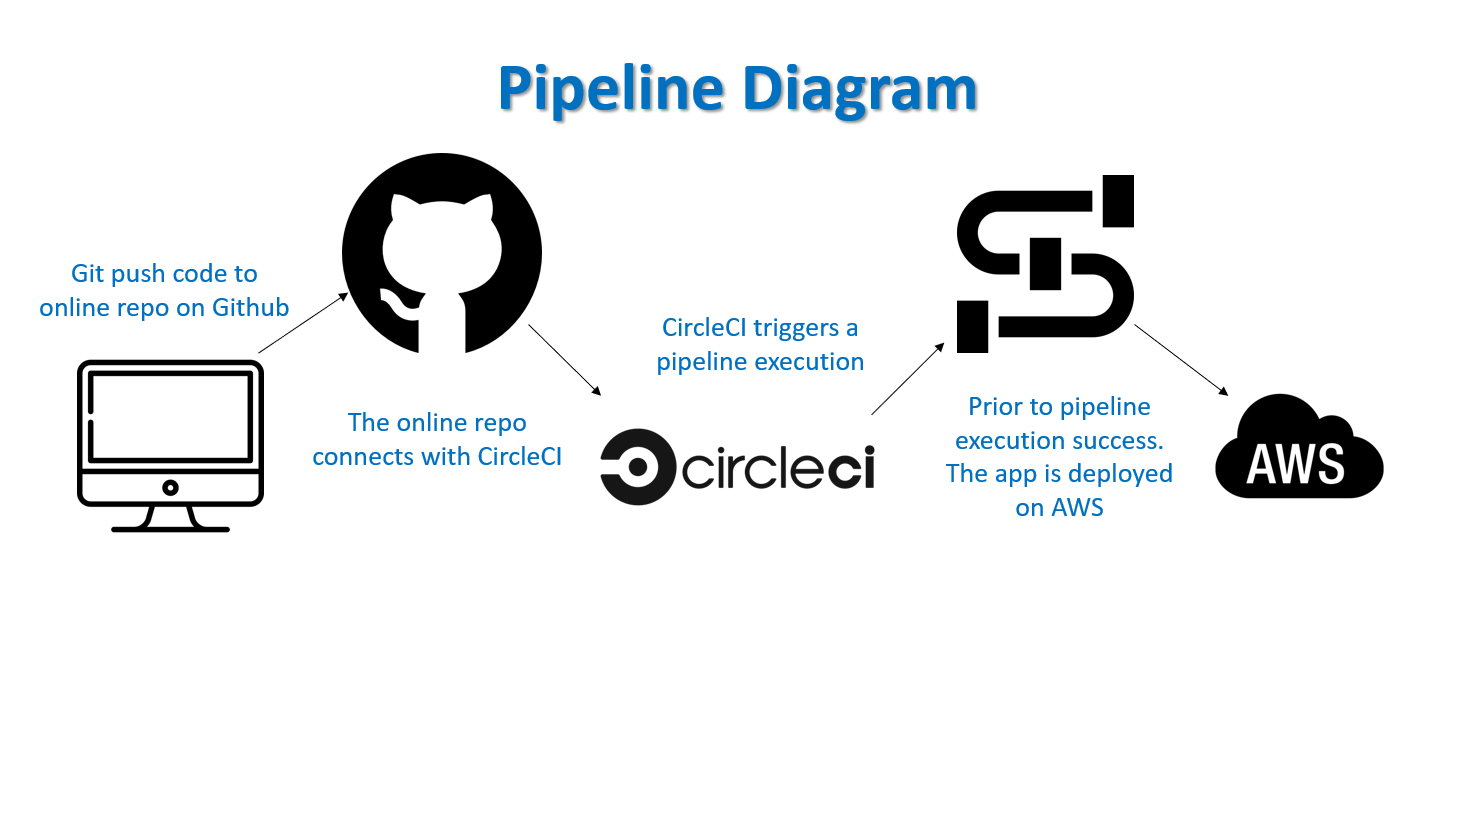 Pipeline Diagram
Git push code to
online repo on Github
The online repo
connects with CircleCI
CircleCI triggers a
pipeline execution
circleci
Prior to pipeline
execution success.
The app is deployed
on AWS
AWS